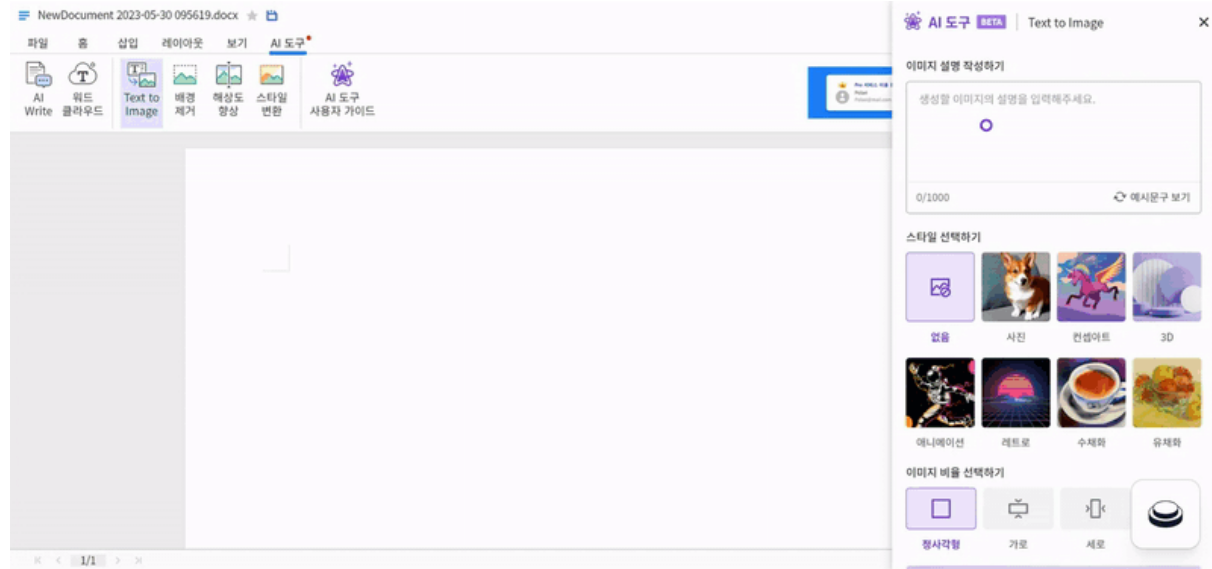 NewDocument 2023-05-30 095619.docx
파일 홈 삽입 레이아웃 보기 AI 도구
AI Write
워드 클라우드
Text to Image
배경 제거
해상도 향상
스타일 변환
AI 도구 사용자 가이드
1/1
AI 도구 BETA Text to Image
이미지 설명 작성하기
생성할 이미지의 설명을 입력해주세요.
0/1000 예시문구 보기
스타일 선택하기
없음 사진 컨셉아트 3D
애니메이션 레트로 수채화 유채화
이미지 비율 선택하기
정사각형 가로 세로